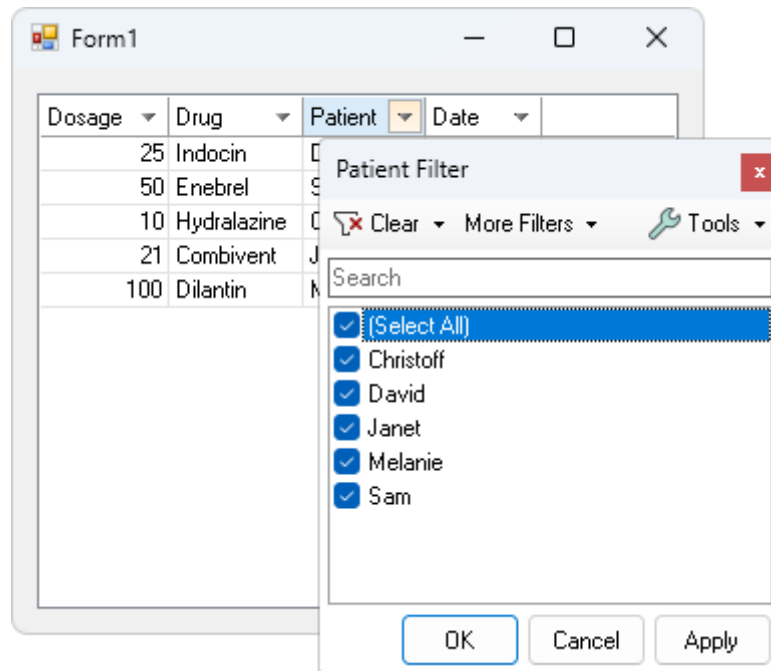 Form1
Dosage Drug Patient Date
25 Indocin D
50 Enebrel S
10 Hydralazine C
21 Combivent J
100 Dilantin M
Patient Filter
x
Clear More Filters Tools
Search
(Select All)
Christoff
David
Janet
Melanie
Sam
OK Cancel Apply